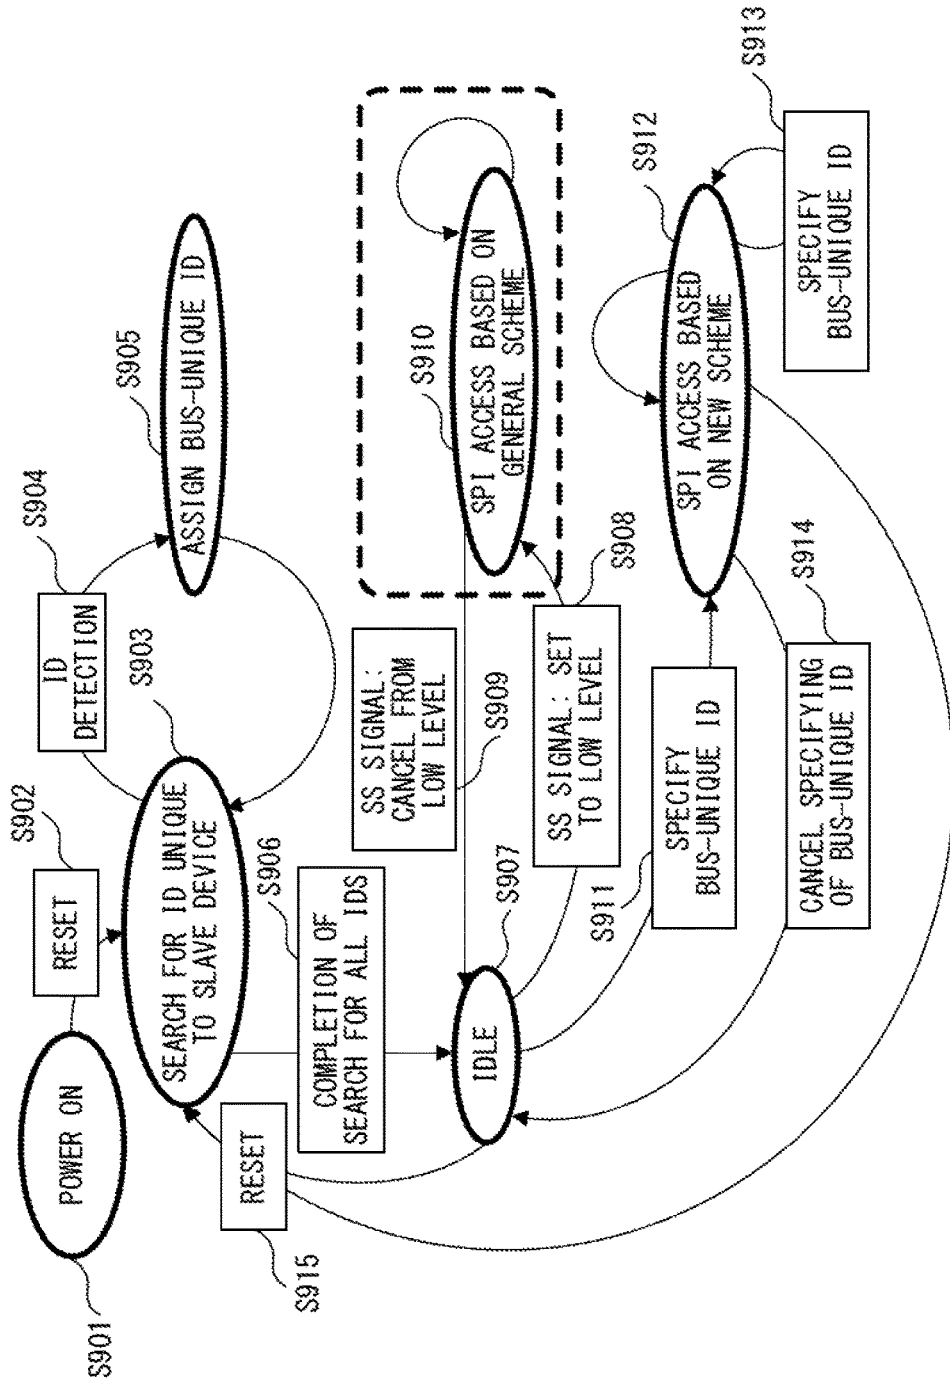 S901
POWER ON
RESET
S902
SEARCH FOR ID UNIQUE
TO SLAVE DEVICE
S903
ID
DETECTION
S904
ASSIGN BUS-UNIQUE ID
S905
COMPLETION OF
SEARCH FOR ALL IDS
S906
IDLE
S907
SS SIGNAL: SET
TO LOW LEVEL
S908
SS SIGNAL:
CANCEL FROM
LOW LEVEL
S909
SPI ACCESS BASED ON
GENERAL SCHEME
S910
SPECIFY
BUS-UNIQUE ID
S911
SPI ACCESS BASED
ON NEW SCHEME
S912
SPECIFY
BUS-UNIQUE ID
S913
CANCEL SPECIFYING
OF BUS-UNIQUE ID
S914
RESET
S915